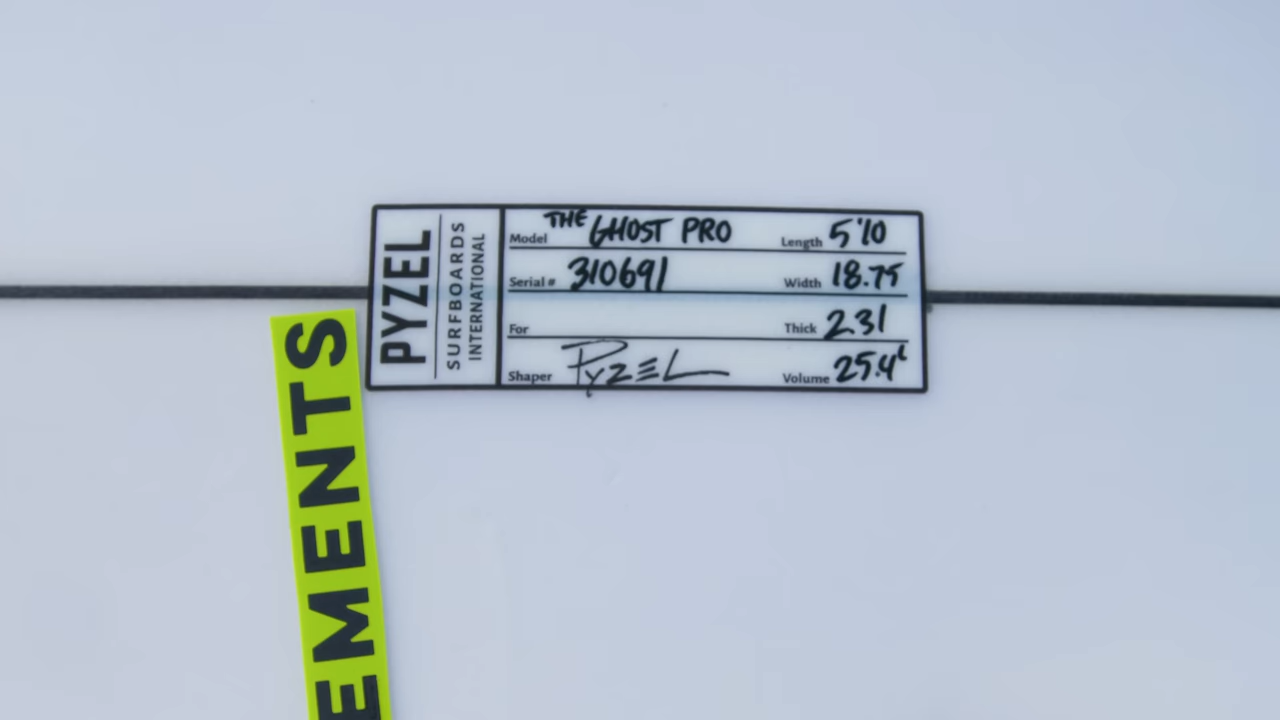 PYZEL
SURFBOARDS
INTERNATIONAL
Model THE GHOST PRO Length 5'10
Serial # 310691 Width 18.75
For Thick 2.31
Shaper PYZEL Volume 25.4L
EMENTS